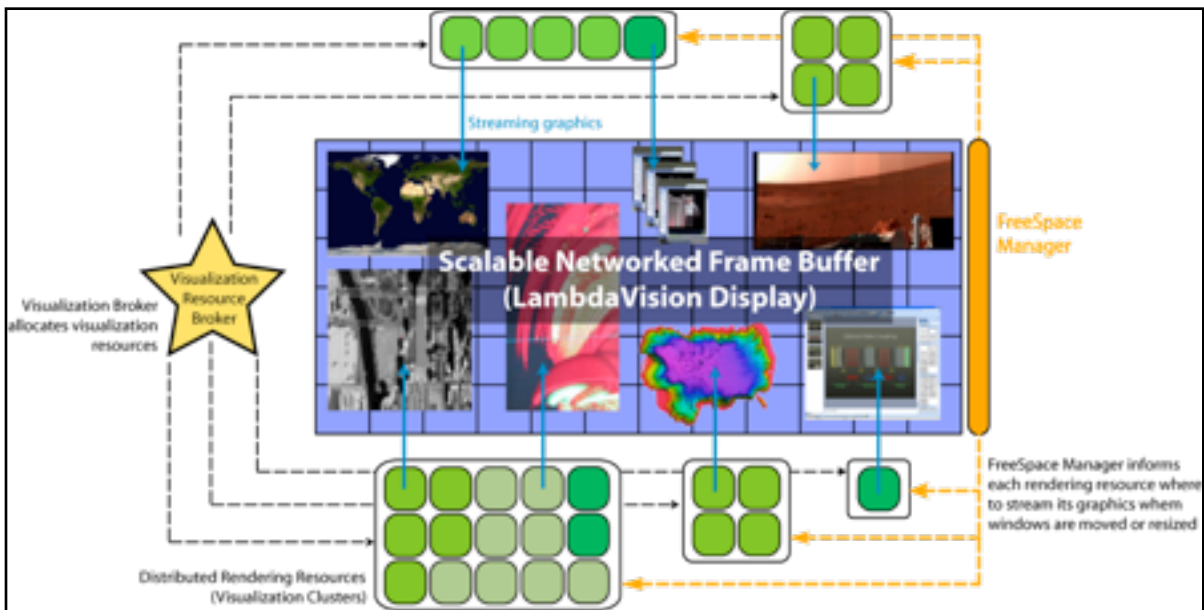 Streaming graphics
FreeSpace
Manager
Scalable Networked Frame Buffer
(LambdaVision Display)
Visualization
Resource
Broker
Visualization Broker
allocates visualization
resources
FreeSpace Manager informs
each rendering resource where
to stream its graphics whem
windows are moved or resized
Distributed Rendering Resources
(Visualization Clusters)